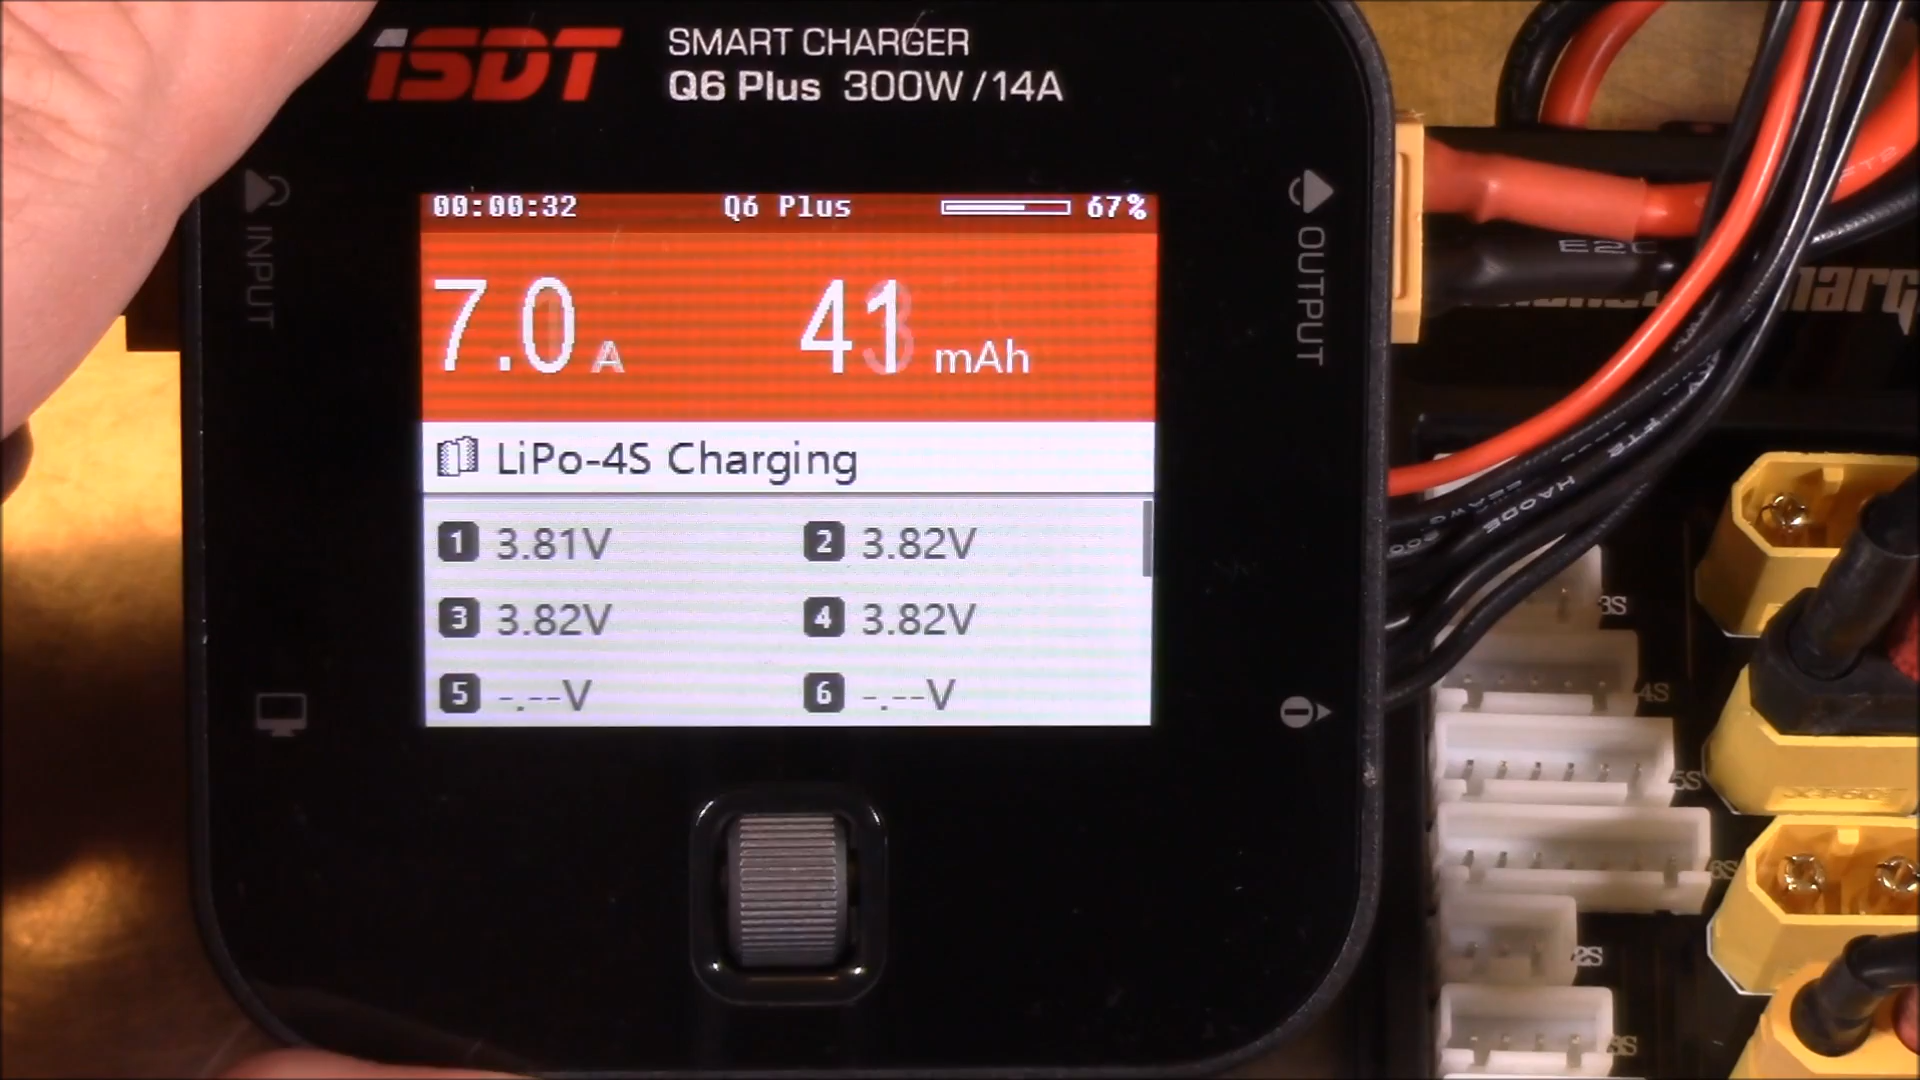 iSDT
SMART CHARGER
Q6 Plus 300W/14A
INPUT
OUTPUT
00:00:32 Q6 Plus 67%
7.0 A 41 mAh
LiPo-4S Charging
1 3.81V 2 3.82V
3 3.82V 4 3.82V
5 -.--V 6 -.--V
3S
4S
5S
6S
2S
3S